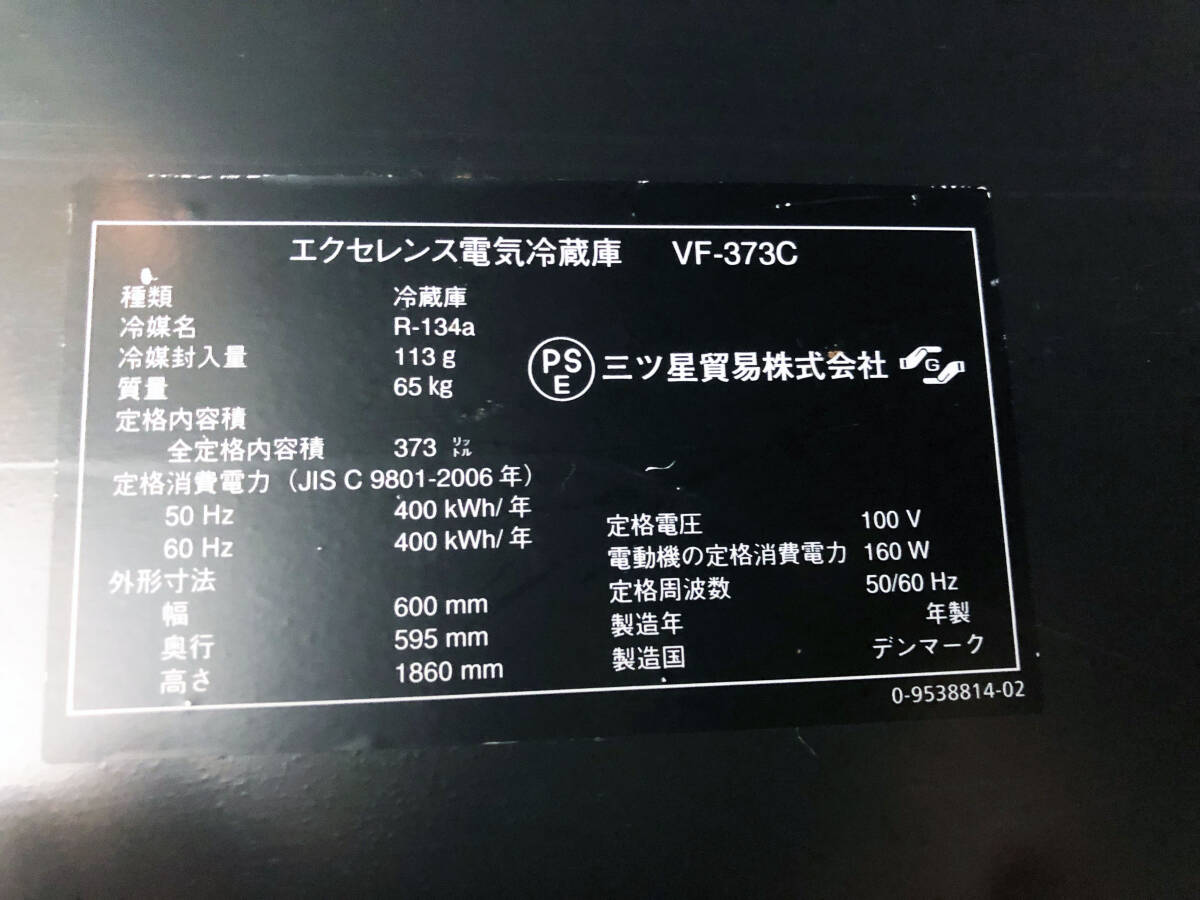 エクセレンス電気冷蔵庫 VF-373C
種類 冷蔵庫
冷媒名 R-134a
冷媒封入量 113 g
質量 65 kg
定格内容積
全定格内容積 373 リットル
定格消費電力（JIS C 9801-2006 年）
50 Hz 400 kWh/ 年
60 Hz 400 kWh/ 年
外形寸法
幅 600 mm
奥行 595 mm
高さ 1860 mm
PS
E
三ツ星貿易株式会社
G
定格電圧 100 V
電動機の定格消費電力 160 W
定格周波数 50/60 Hz
製造年 年製
製造国 デンマーク
0-9538814-02